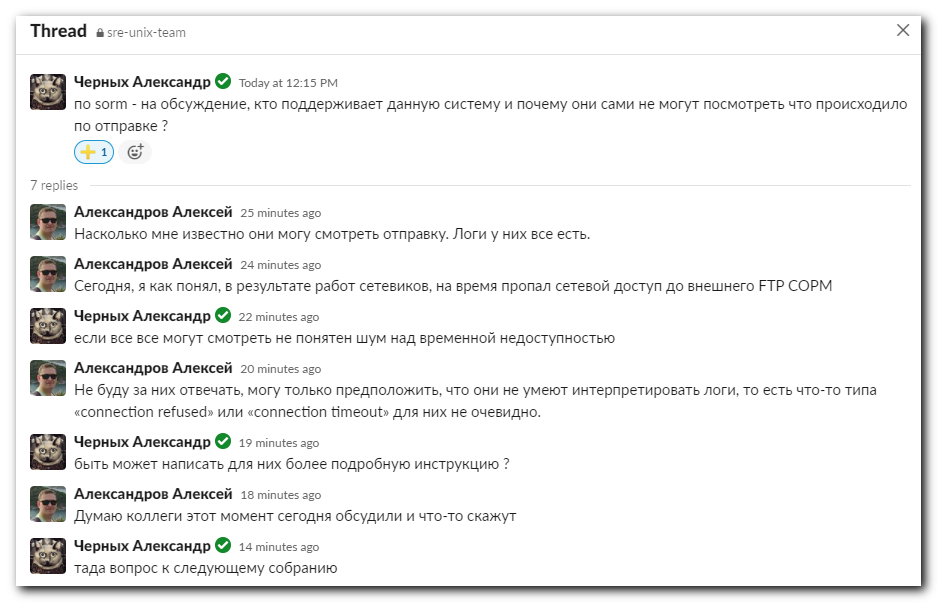 Thread sre-unix-team
Черных Александр Today at 12:15 PM
по sorm - на обсуждение, кто поддерживает данную систему и почему они сами не могут посмотреть что происходило
по отправке ?
1
7 replies
Александров Алексей 25 minutes ago
Насколько мне известно они могу смотреть отправку. Логи у них все есть.
Александров Алексей 24 minutes ago
Сегодня, я как понял, в результате работ сетевиков, на время пропал сетевой доступ до внешнего FTP СОРМ
Черных Александр 22 minutes ago
если все все могут смотреть не понятен шум над временной недоступностью
Александров Алексей 20 minutes ago
Не буду за них отвечать, могу только предположить, что они не умеют интерпретировать логи, то есть что-то типа
«connection refused» или «connection timeout» для них не очевидно.
Черных Александр 19 minutes ago
быть может написать для них более подробную инструкцию ?
Александров Алексей 18 minutes ago
Думаю коллеги этот момент сегодня обсудили и что-то скажут
Черных Александр 14 minutes ago
тада вопрос к следующему собранию